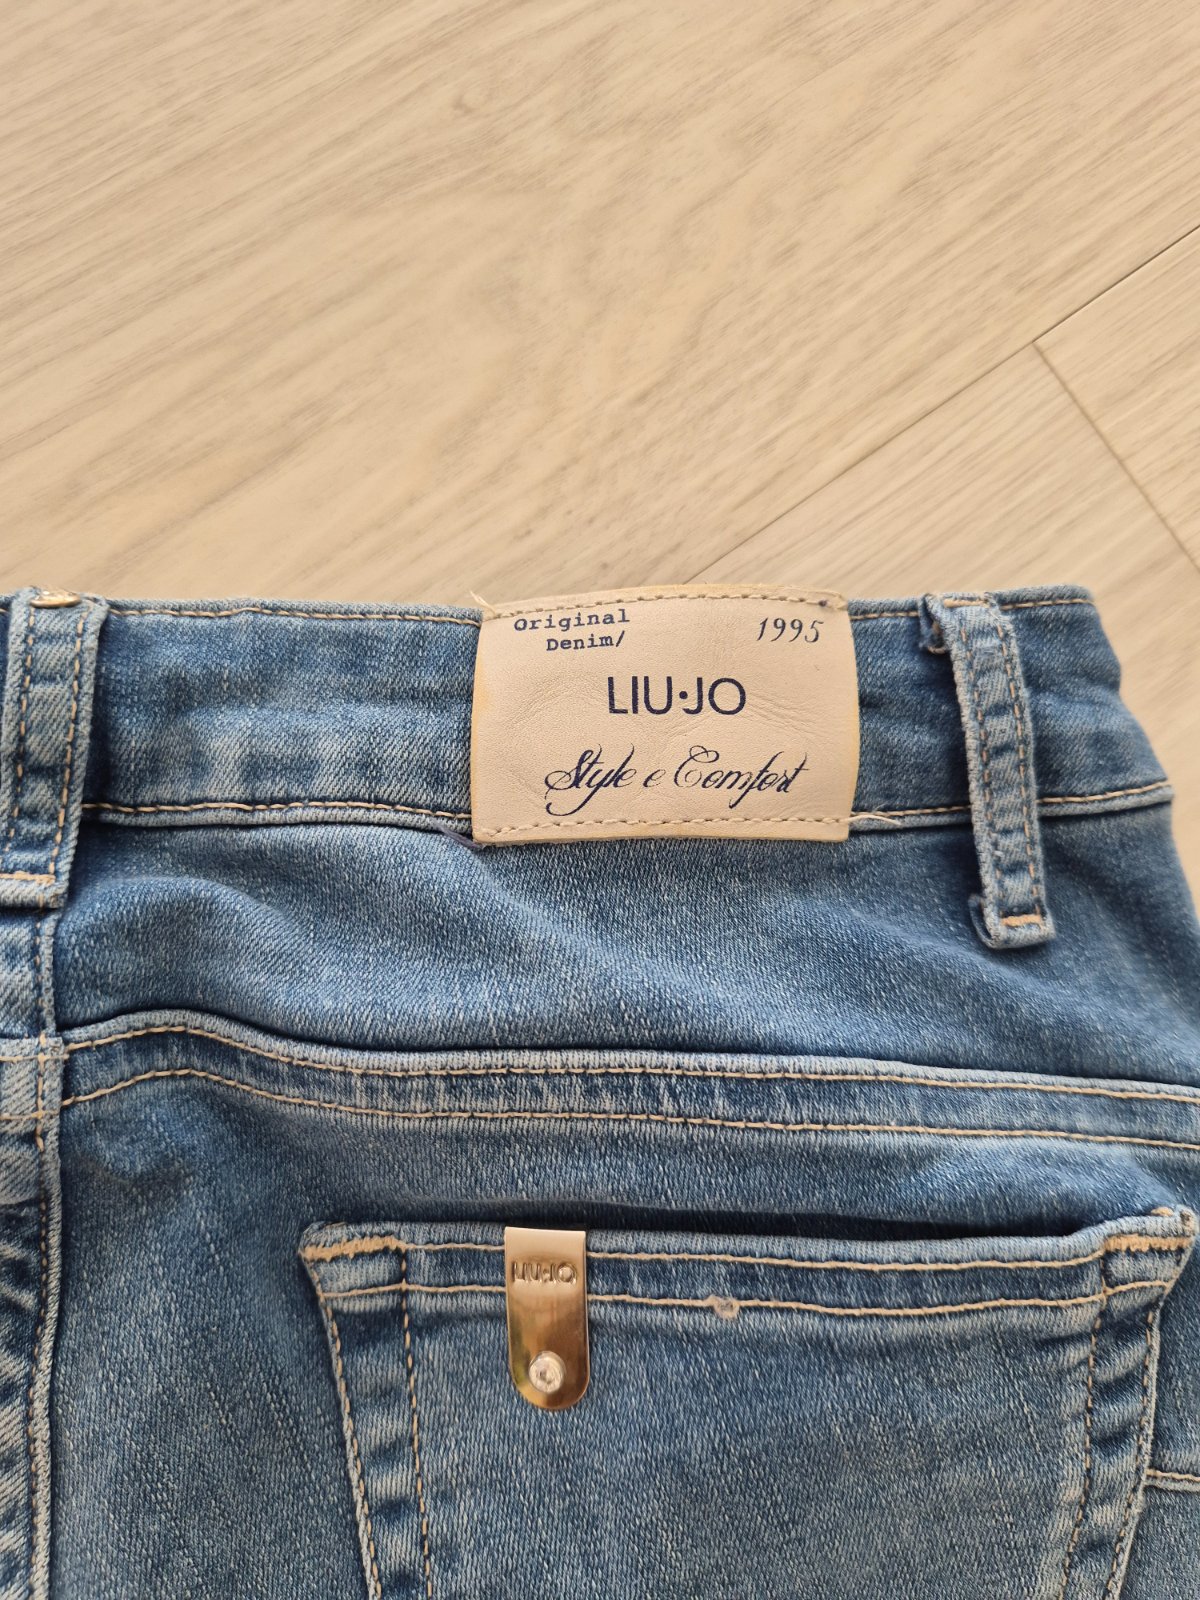 Original 1995
Denim/
LIU·JO
Style e Comfort
LIU·JO